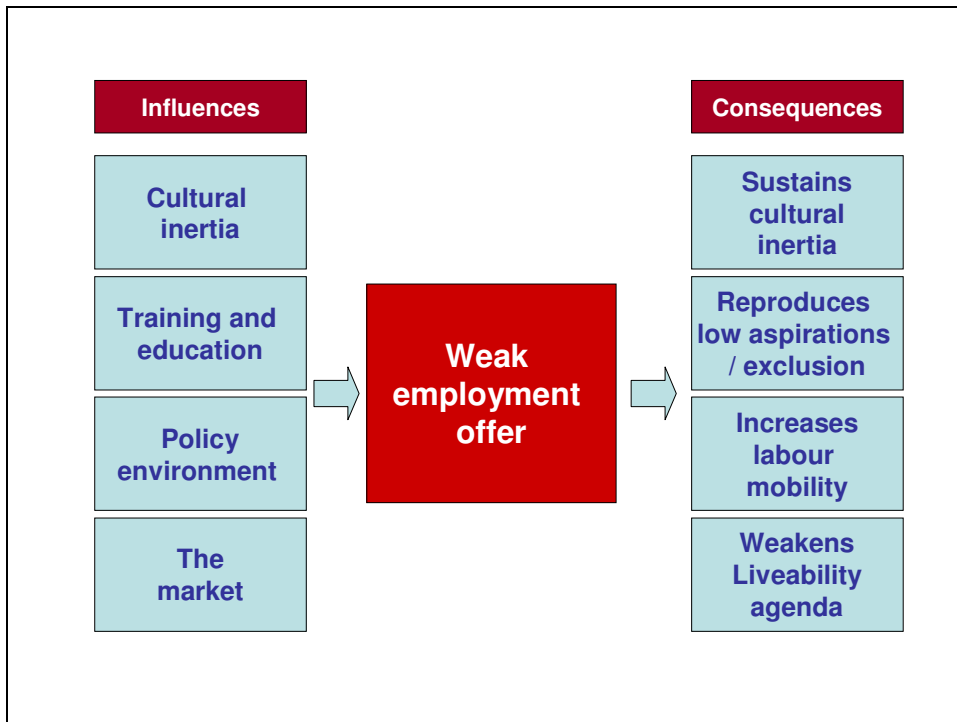 Influences
Cultural
inertia
Training and
education
Policy
environment
The
market
Weak
employment
offer
Consequences
Sustains
cultural
inertia
Reproduces
low aspirations
/ exclusion
Increases
labour
mobility
Weakens
Liveability
agenda